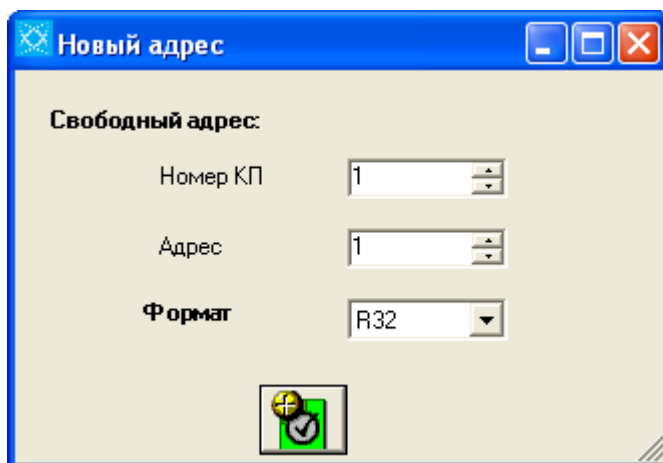 Новый адрес
Свободный адрес:
Номер КП 1
Адрес 1
Формат R32